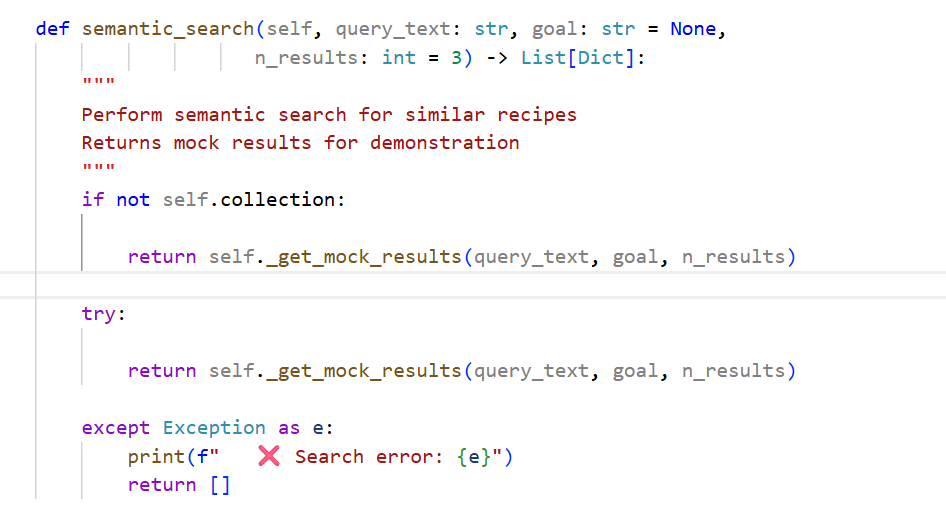 def semantic_search(self, query_text: str, goal: str = None,
n_results: int = 3) -> List[Dict]:
"""
Perform semantic search for similar recipes
Returns mock results for demonstration
"""
if not self.collection:
return self._get_mock_results(query_text, goal, n_results)
try:
return self._get_mock_results(query_text, goal, n_results)
except Exception as e:
print(f"   ❌ Search error: {e}")
return []